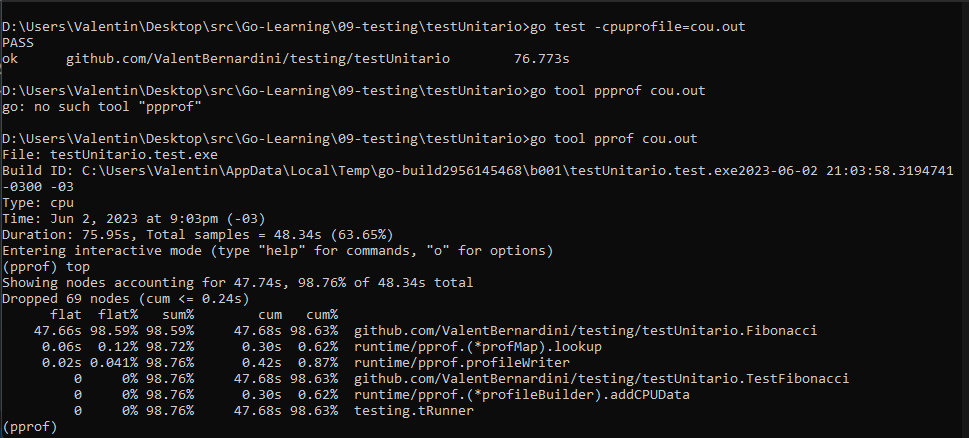 D:\Users\Valentin\Desktop\src\Go-Learning\09-testing\testUnitario>go test -cpuprofile=cou.out
PASS
ok      github.com/ValentBernardini/testing/testUnitario        76.773s
D:\Users\Valentin\Desktop\src\Go-Learning\09-testing\testUnitario>go tool ppprof cou.out
go: no such tool "ppprof"
D:\Users\Valentin\Desktop\src\Go-Learning\09-testing\testUnitario>go tool pprof cou.out
File: testUnitario.test.exe
Build ID: C:\Users\Valentin\AppData\Local\Temp\go-build2956145468\b001\testUnitario.test.exe2023-06-02 21:03:58.3194741
-0300 -03
Type: cpu
Time: Jun 2, 2023 at 9:03pm (-03)
Duration: 75.95s, Total samples = 48.34s (63.65%)
Entering interactive mode (type "help" for commands, "o" for options)
(pprof) top
Showing nodes accounting for 47.74s, 98.76% of 48.34s total
Dropped 69 nodes (cum <= 0.24s)
      flat  flat%   sum%        cum   cum%
    47.66s 98.59% 98.59%     47.68s 98.63%  github.com/ValentBernardini/testing/testUnitario.Fibonacci
     0.06s  0.12% 98.72%      0.30s  0.62%  runtime/pprof.(*profMap).lookup
     0.02s 0.041% 98.76%      0.42s  0.87%  runtime/pprof.profileWriter
         0     0% 98.76%     47.68s 98.63%  github.com/ValentBernardini/testing/testUnitario.TestFibonacci
         0     0% 98.76%      0.30s  0.62%  runtime/pprof.(*profileBuilder).addCPUData
         0     0% 98.76%     47.68s 98.63%  testing.tRunner
(pprof)